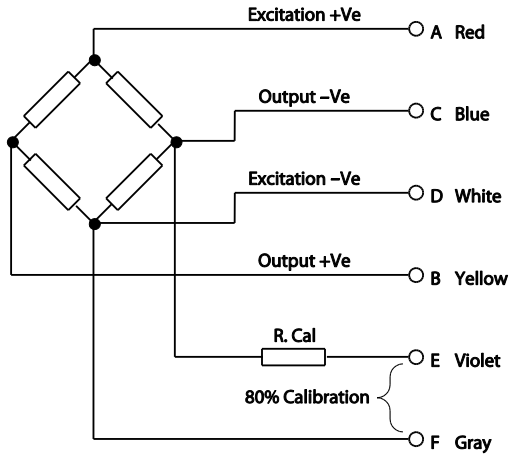 Excitation +Ve
A Red
Output –Ve
C Blue
Excitation –Ve
D White
Output +Ve
B Yellow
R. Cal
E Violet
80% Calibration
F Gray